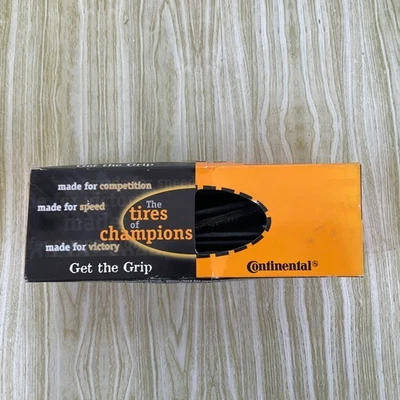 Get the Grip
made for competition
made for speed
The
tires
of
champions
made for victory
Get the Grip
Continental